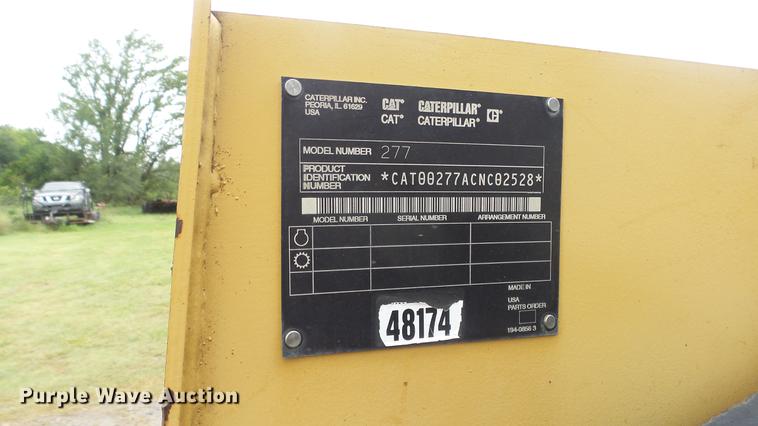 CATERPILLAR INC.
PEORIA, IL 61629
USA
CAT® CATERPILLAR®
CAT® CATERPILLAR®
MODEL NUMBER 277
PRODUCT IDENTIFICATION NUMBER *CAT00277ACNC02528*
MODEL NUMBER SERIAL NUMBER ARRANGEMENT NUMBER
MADE IN
USA
PARTS ORDER
48174
194-0856 3
Purple Wave Auction